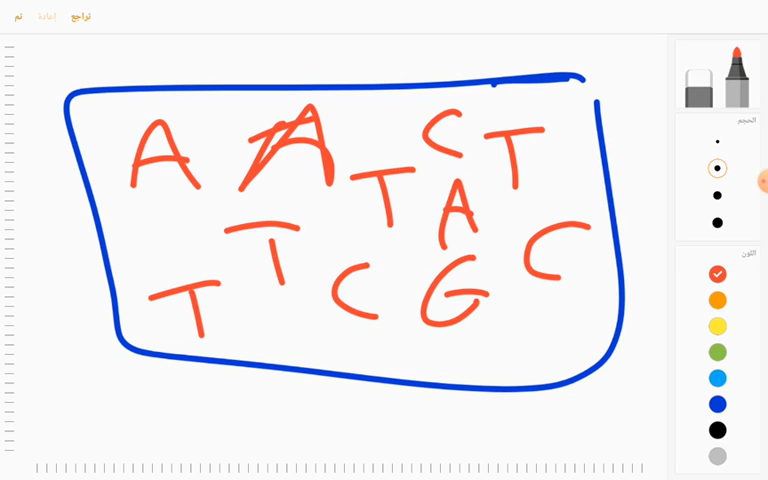 تراجع إعادة تم
الحجم
اللون
A A C T
T A
T C
T C G